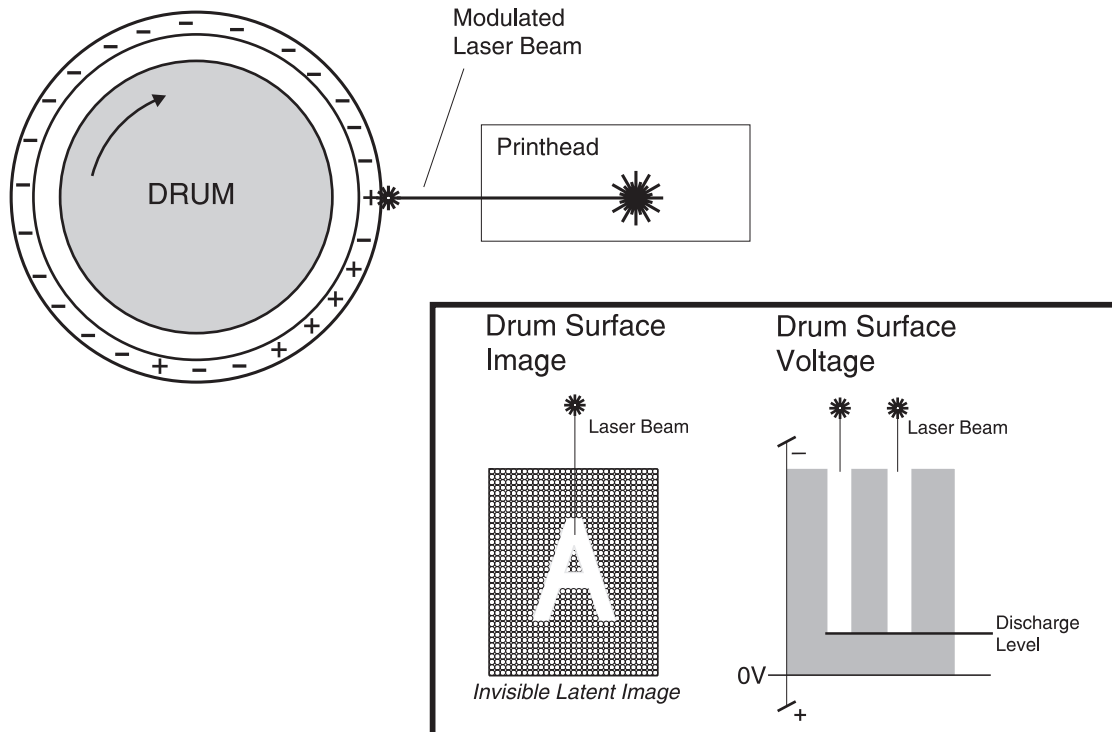 Modulated
Laser Beam
Printhead
DRUM
Drum Surface
Image
Laser Beam
Invisible Latent Image
Drum Surface
Voltage
Laser Beam
Discharge
Level
0V